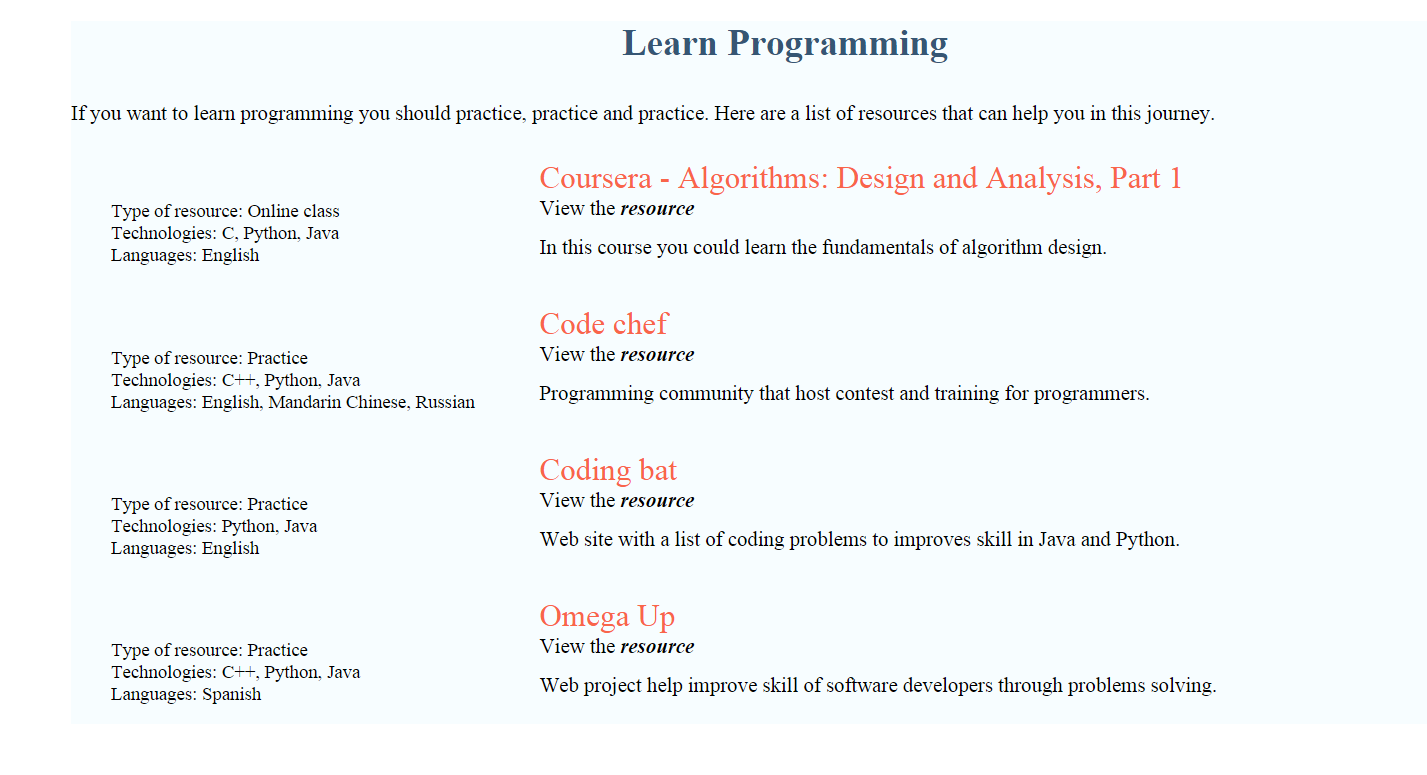 Learn Programming
If you want to learn programming you should practice, practice and practice. Here are a list of resources that can help you in this journey.
Coursera - Algorithms: Design and Analysis, Part 1
View the resource
In this course you could learn the fundamentals of algorithm design.
Type of resource: Online class
Technologies: C, Python, Java
Languages: English
Code chef
View the resource
Programming community that host contest and training for programmers.
Type of resource: Practice
Technologies: C++, Python, Java
Languages: English, Mandarin Chinese, Russian
Coding bat
View the resource
Web site with a list of coding problems to improves skill in Java and Python.
Type of resource: Practice
Technologies: Python, Java
Languages: English
Omega Up
View the resource
Web project help improve skill of software developers through problems solving.
Type of resource: Practice
Technologies: C++, Python, Java
Languages: Spanish